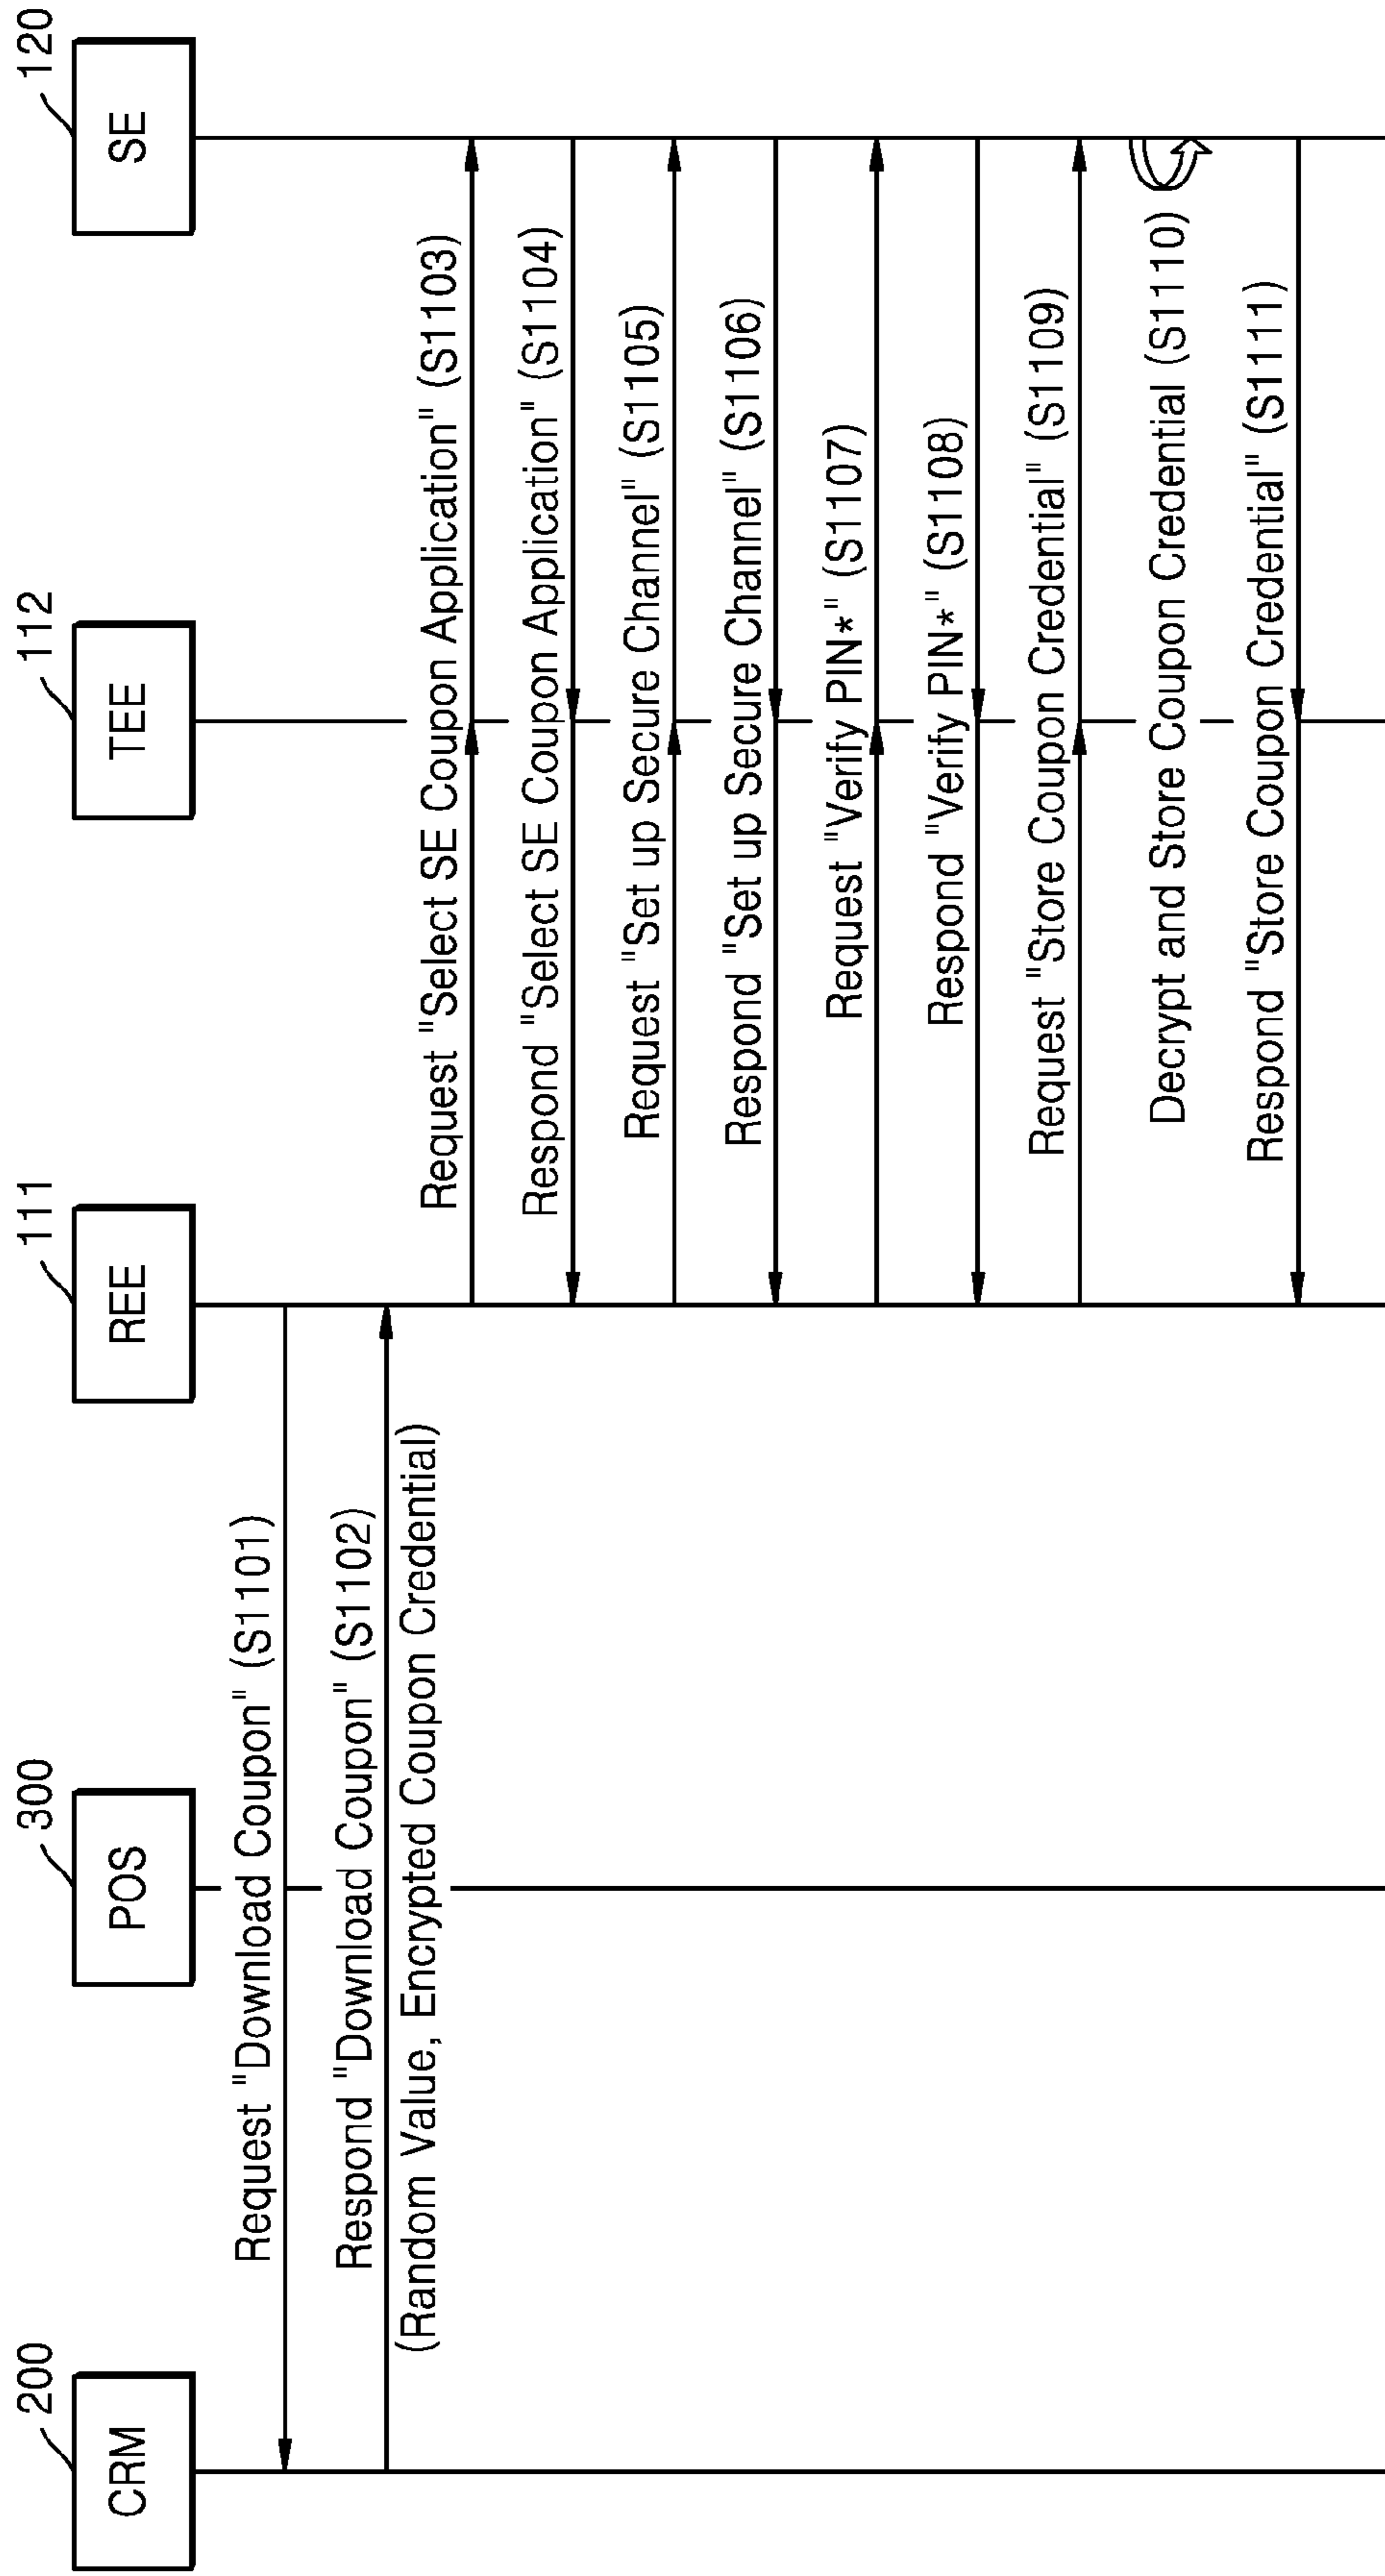 200
300
111
112
120
CRM
POS
REE
TEE
SE
Request "Download Coupon" (S1101)
Respond "Download Coupon" (S1102)
(Random Value, Encrypted Coupon Credential)
Request "Select SE Coupon Application" (S1103)
Respond "Select SE Coupon Application" (S1104)
Request "Set up Secure Channel" (S1105)
Respond "Set up Secure Channel" (S1106)
Request "Verify PIN*" (S1107)
Respond "Verify PIN*" (S1108)
Request "Store Coupon Credential" (S1109)
Decrypt and Store Coupon Credential (S1110)
Respond "Store Coupon Credential" (S1111)